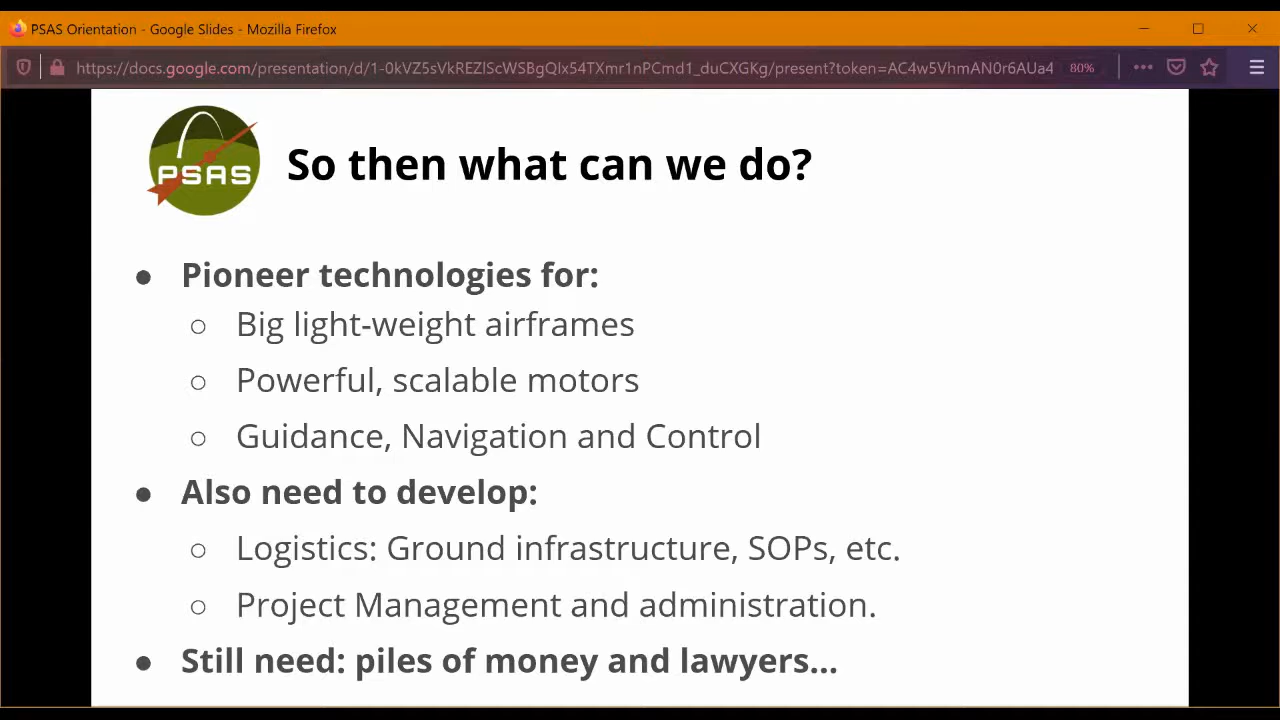 PSAS Orientation - Google Slides - Mozilla Firefox
https://docs.google.com/presentation/d/1-0kVZ5sVkREZlScWSBgQIx54TXmr1nPCmd1_duCXGKg/present?token=AC4w5VhmAN0r6AUa4 80%
PSAS
So then what can we do?
● Pioneer technologies for:
○ Big light-weight airframes
○ Powerful, scalable motors
○ Guidance, Navigation and Control
● Also need to develop:
○ Logistics: Ground infrastructure, SOPs, etc.
○ Project Management and administration.
● Still need: piles of money and lawyers...